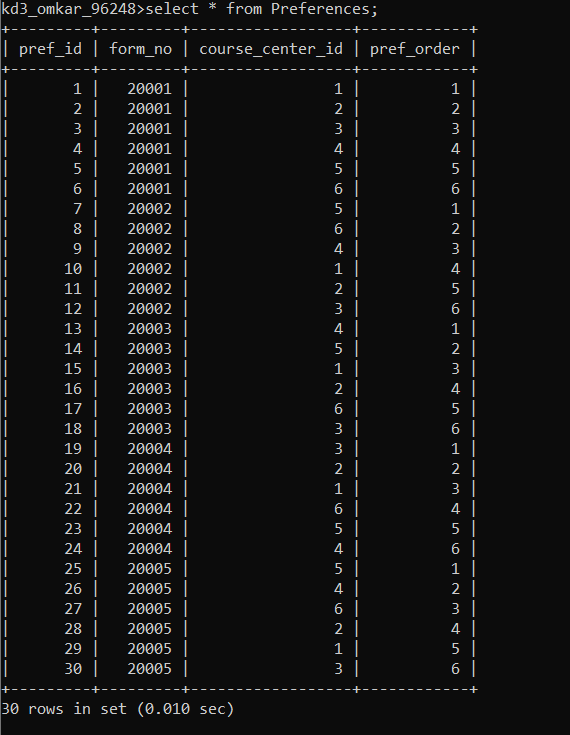 kd3_omkar_96248>select * from Preferences;
+---------+---------+------------------+------------+
| pref_id | form_no | course_center_id | pref_order |
+---------+---------+------------------+------------+
|       1 |   20001 |                1 |          1 |
|       2 |   20001 |                2 |          2 |
|       3 |   20001 |                3 |          3 |
|       4 |   20001 |                4 |          4 |
|       5 |   20001 |                5 |          5 |
|       6 |   20001 |                6 |          6 |
|       7 |   20002 |                5 |          1 |
|       8 |   20002 |                6 |          2 |
|       9 |   20002 |                4 |          3 |
|      10 |   20002 |                1 |          4 |
|      11 |   20002 |                2 |          5 |
|      12 |   20002 |                3 |          6 |
|      13 |   20003 |                4 |          1 |
|      14 |   20003 |                5 |          2 |
|      15 |   20003 |                1 |          3 |
|      16 |   20003 |                2 |          4 |
|      17 |   20003 |                6 |          5 |
|      18 |   20003 |                3 |          6 |
|      19 |   20004 |                3 |          1 |
|      20 |   20004 |                2 |          2 |
|      21 |   20004 |                1 |          3 |
|      22 |   20004 |                6 |          4 |
|      23 |   20004 |                5 |          5 |
|      24 |   20004 |                4 |          6 |
|      25 |   20005 |                5 |          1 |
|      26 |   20005 |                4 |          2 |
|      27 |   20005 |                6 |          3 |
|      28 |   20005 |                2 |          4 |
|      29 |   20005 |                1 |          5 |
|      30 |   20005 |                3 |          6 |
+---------+---------+------------------+------------+
30 rows in set (0.010 sec)